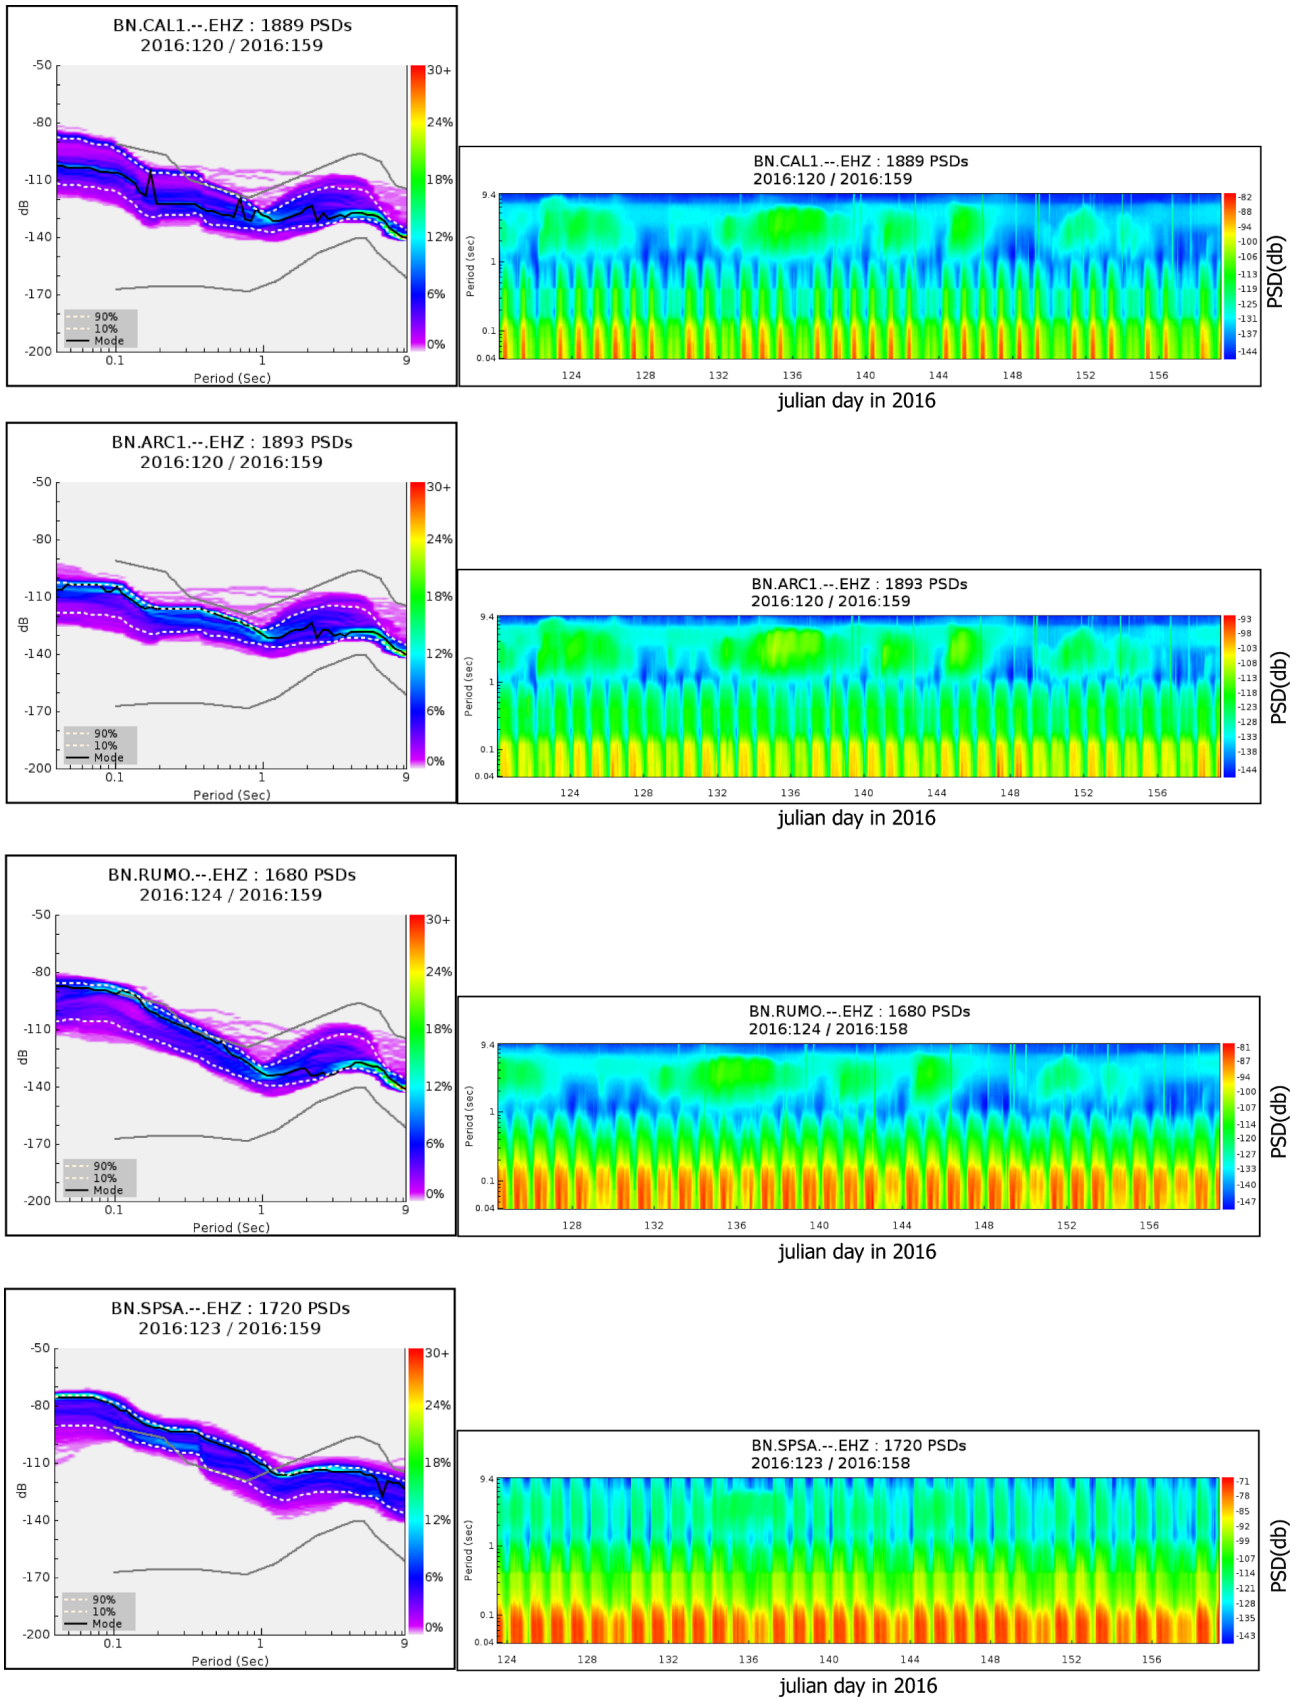 BN.CAL1.--.EHZ : 1889 PSDs
2016:120 / 2016:159
-50
-80
-110
-140
-170
-200
dB
30+
24%
18%
12%
6%
0%
90%
10%
Mode
0.1
1
9
Period (Sec)
BN.CAL1.--.EHZ : 1889 PSDs
2016:120 / 2016:159
9.4
1
0.1
0.04
Period (sec)
-82
-88
-94
-100
-106
-113
-119
-125
-131
-137
-144
PSD(db)
124 128 132 136 140 144 148 152 156
julian day in 2016
BN.ARC1.--.EHZ : 1893 PSDs
2016:120 / 2016:159
-50
-80
-110
-140
-170
-200
dB
30+
24%
18%
12%
6%
0%
90%
10%
Mode
0.1
1
9
Period (Sec)
BN.ARC1.--.EHZ : 1893 PSDs
2016:120 / 2016:159
9.4
1
0.1
0.04
Period (sec)
-93
-98
-103
-108
-113
-118
-123
-128
-133
-138
-144
PSD(db)
124 128 132 136 140 144 148 152 156
julian day in 2016
BN.RUMO.--.EHZ : 1680 PSDs
2016:124 / 2016:159
-50
-80
-110
-140
-170
-200
dB
30+
24%
18%
12%
6%
0%
90%
10%
Mode
0.1
1
9
Period (Sec)
BN.RUMO.--.EHZ : 1680 PSDs
2016:124 / 2016:158
9.4
1
0.1
0.04
Period (sec)
-81
-87
-94
-100
-107
-114
-120
-127
-133
-140
-147
PSD(db)
128 132 136 140 144 148 152 156
julian day in 2016
BN.SPSA.--.EHZ : 1720 PSDs
2016:123 / 2016:159
-50
-80
-110
-140
-170
-200
dB
30+
24%
18%
12%
6%
0%
90%
10%
Mode
0.1
1
9
Period (Sec)
BN.SPSA.--.EHZ : 1720 PSDs
2016:123 / 2016:158
9.4
1
0.1
0.04
Period (sec)
-71
-78
-85
-92
-99
-107
-114
-121
-128
-135
-143
PSD(db)
124 128 132 136 140 144 148 152 156
julian day in 2016